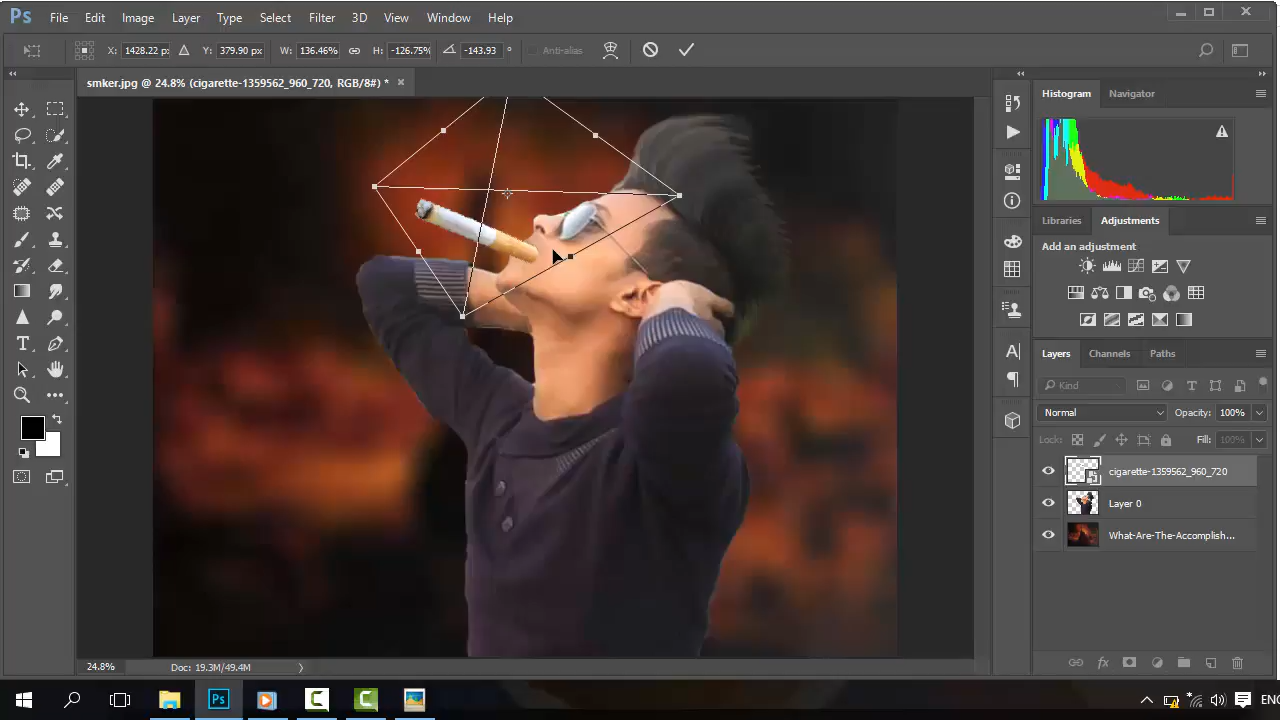 Ps File Edit Image Layer Type Select Filter 3D View Window Help
X: 1428.22 px Y: 379.90 px W: 136.46% H: -126.75% -143.93 ° Anti-alias
smker.jpg @ 24.8% (cigarette-1359562_960_720, RGB/8#) * ×
Histogram Navigator
Libraries Adjustments
Add an adjustment
Layers Channels Paths
Kind
Normal Opacity: 100%
Lock: Fill: 100%
cigarette-1359562_960_720
Layer 0
What-Are-The-Accomplish...
24.8% Doc: 19.3M/49.4M
Ps ENG